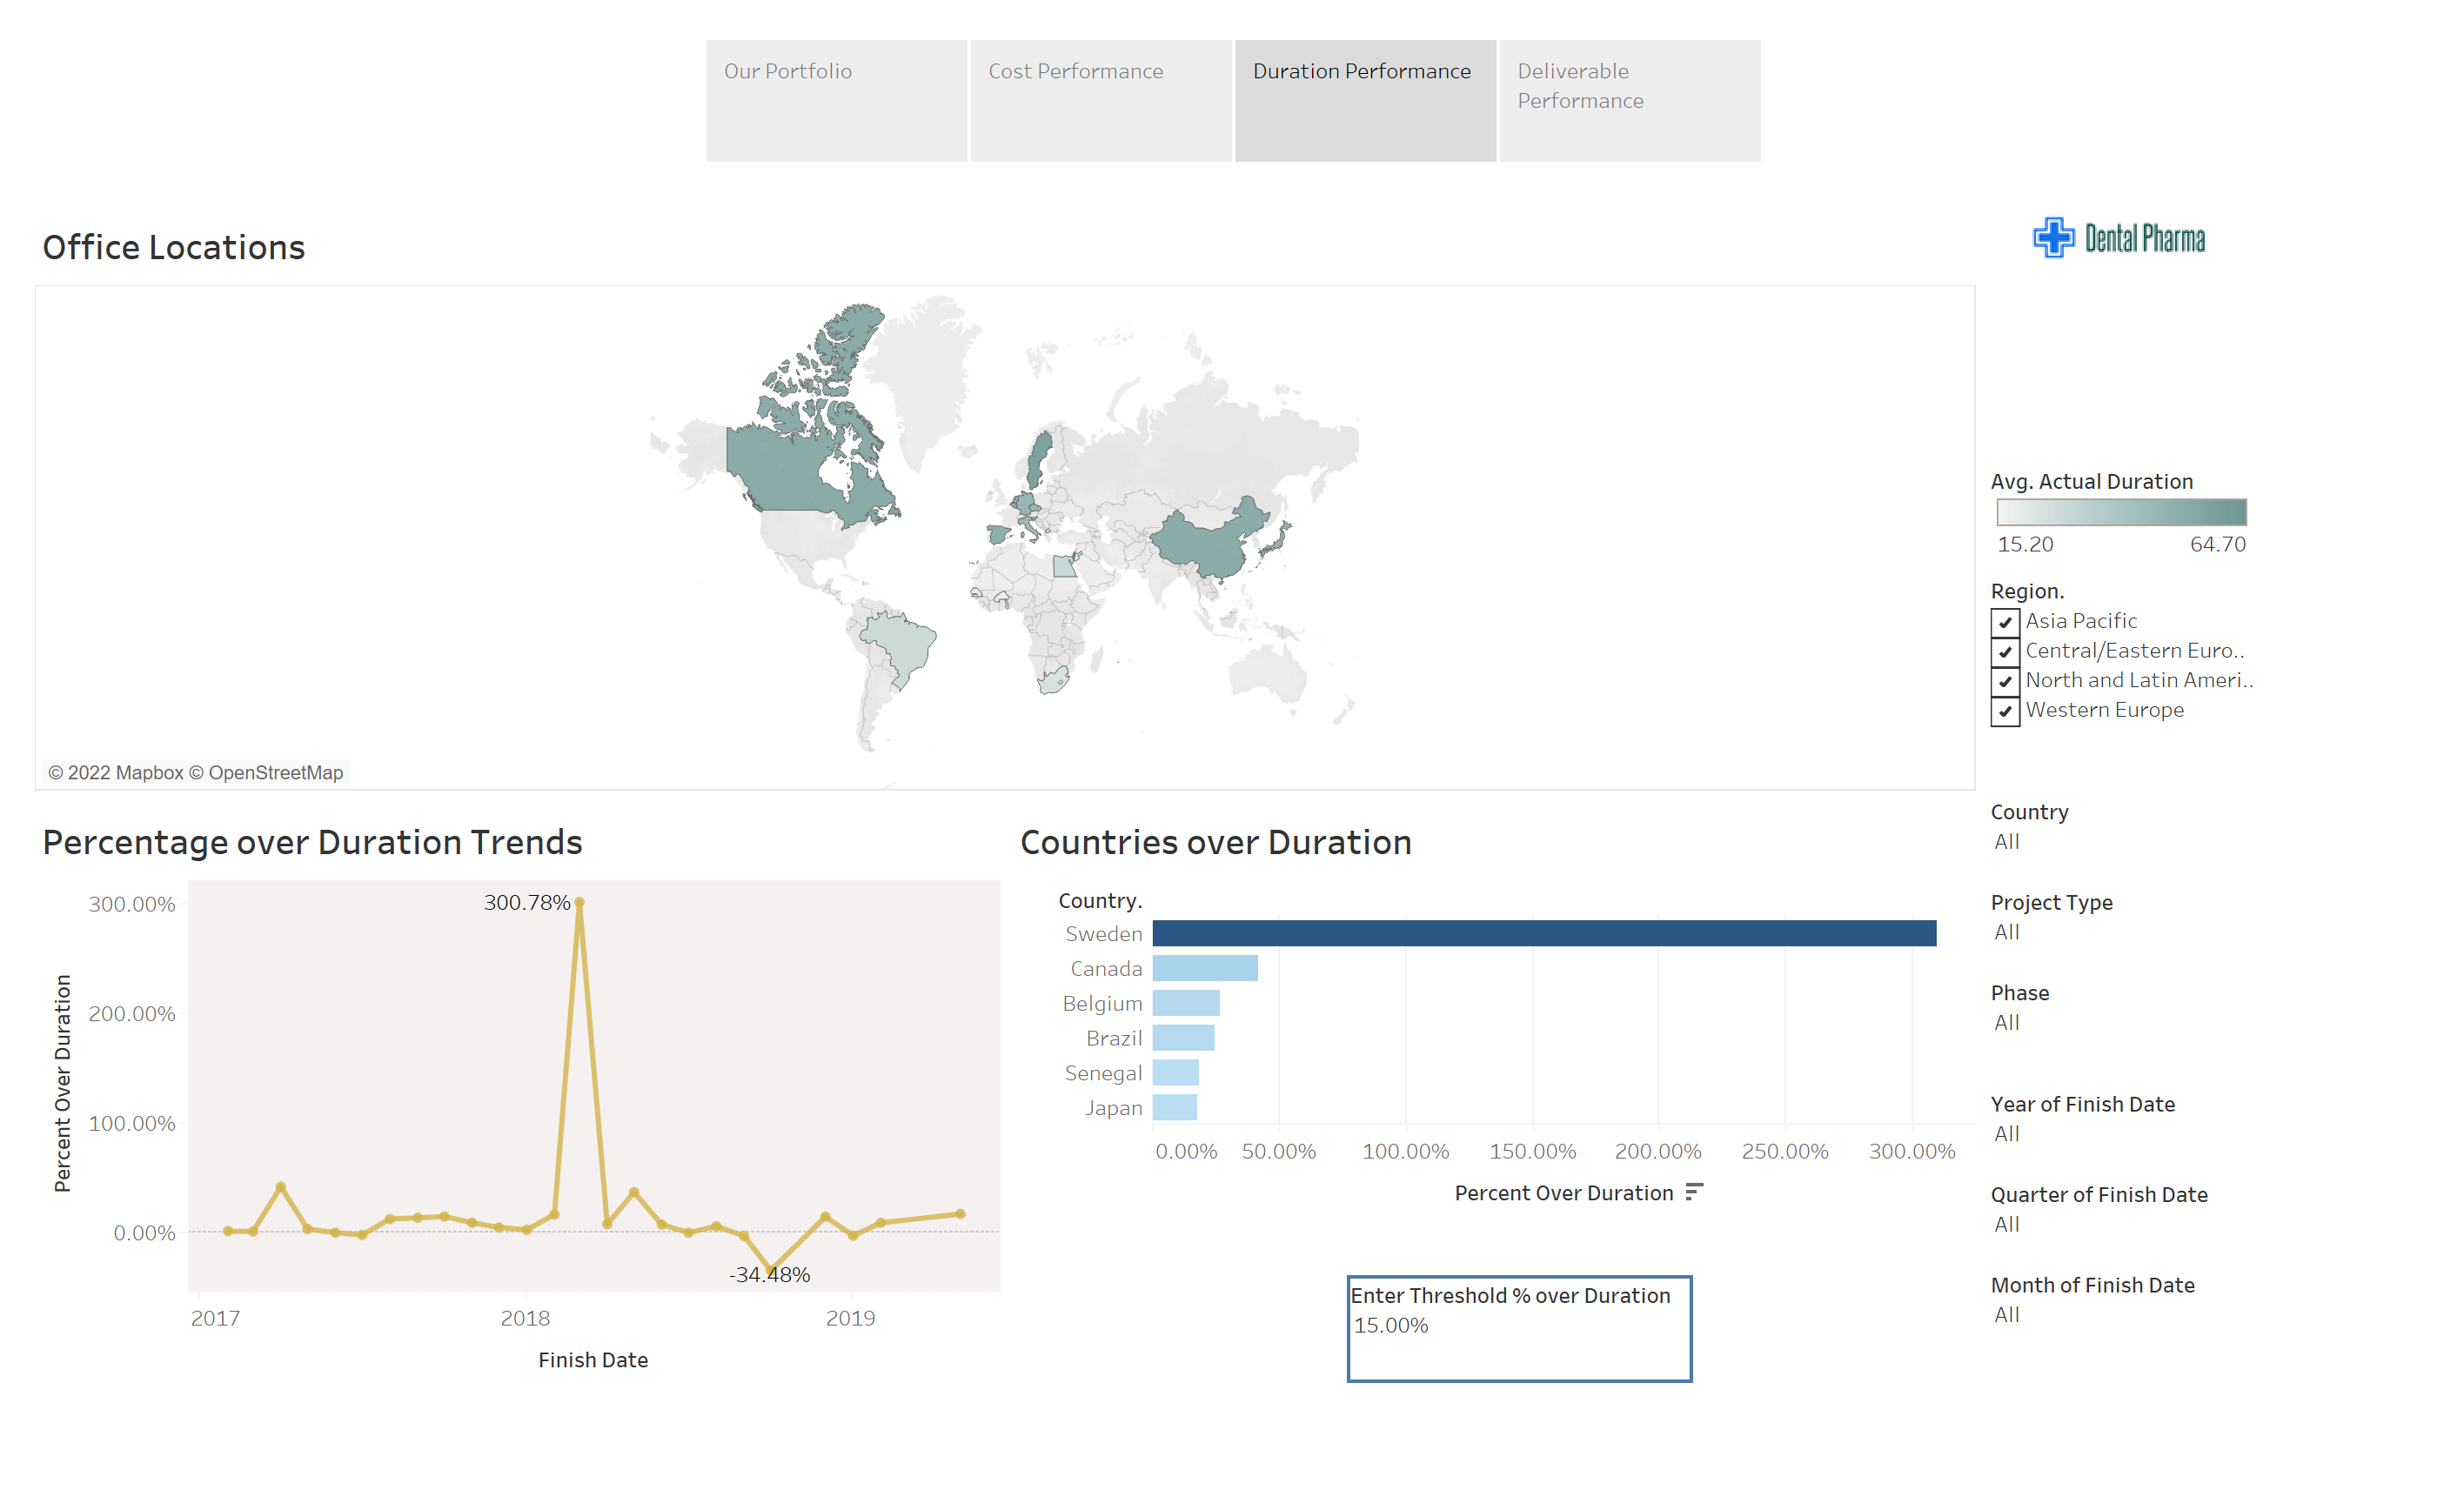 Our Portfolio
Cost Performance
Duration Performance
Deliverable
Performance
Office Locations
Dental Pharma
© 2022 Mapbox © OpenStreetMap
Avg. Actual Duration
15.20 64.70
Region.
Asia Pacific
Central/Eastern Euro..
North and Latin Ameri..
Western Europe
Country
All
Project Type
All
Phase
All
Year of Finish Date
All
Quarter of Finish Date
All
Month of Finish Date
All
Percentage over Duration Trends
Percent Over Duration
300.00%
200.00%
100.00%
0.00%
300.78%
-34.48%
2017 2018 2019
Finish Date
Countries over Duration
Country.
Sweden
Canada
Belgium
Brazil
Senegal
Japan
0.00% 50.00% 100.00% 150.00% 200.00% 250.00% 300.00%
Percent Over Duration
Enter Threshold % over Duration
15.00%